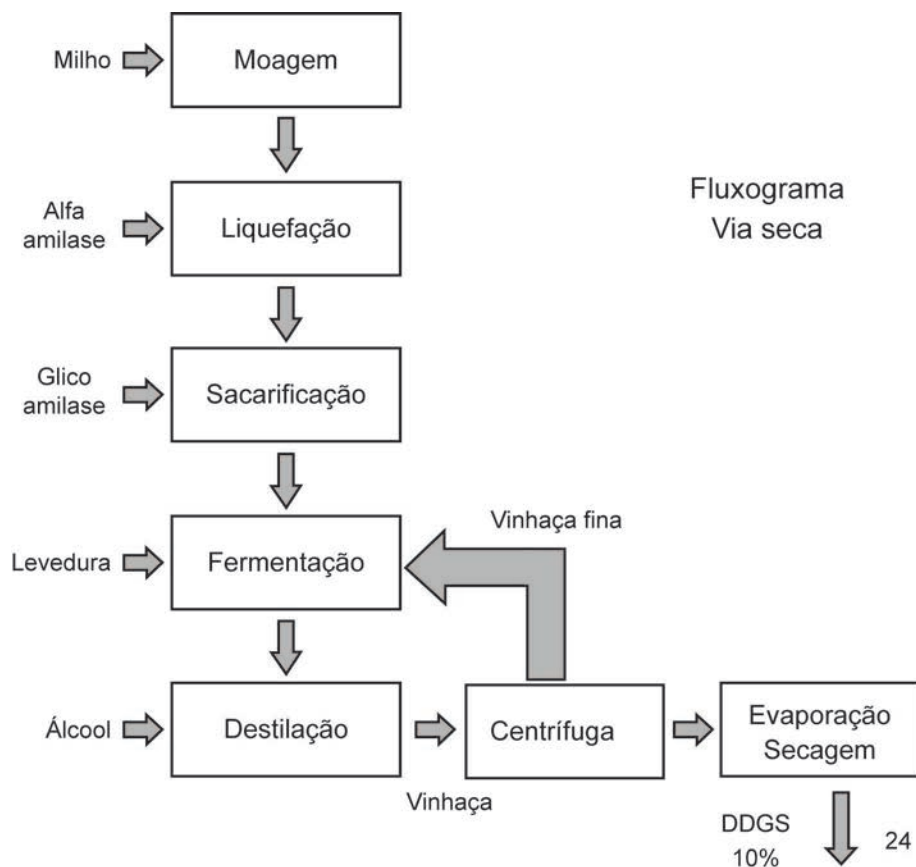 Milho
Moagem
Alfa
amilase
Liquefação
Fluxograma
Via seca
Glico
amilase
Sacarificação
Vinhaça fina
Levedura
Fermentação
Álcool
Destilação
Vinhaça
Centrífuga
Evaporação
Secagem
DDGS
10%
24